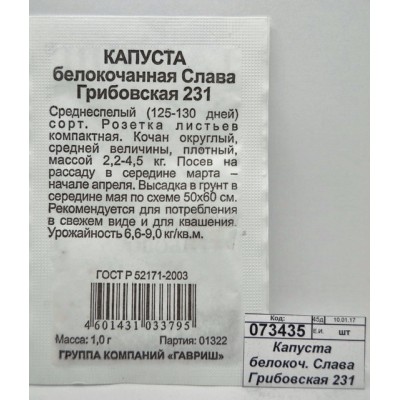 КАПУСТА
белокочанная Слава
Грибовская 231
Среднеспелый (125-130 дней)
сорт. Розетка листьев
компактная. Кочан округлый,
средней величины, плотный,
массой 2,2-4,5 кг. Посев на
рассаду в середине марта –
начале апреля. Высадка в грунт в
середине мая по схеме 50х60 см.
Рекомендуется для потребления
в свежем виде и для квашения.
Урожайность 6,6-9,0 кг/кв.м.
ГОСТ Р 52171-2003
4 601431 033795
Масса: 1,0 г Партия: 01322
ГРУППА КОМПАНИЙ «ГАВРИШ»
Код: 45д 10.01.17
073435 Е.И. шт
Капуста
белокоч. Слава
Грибовская 231